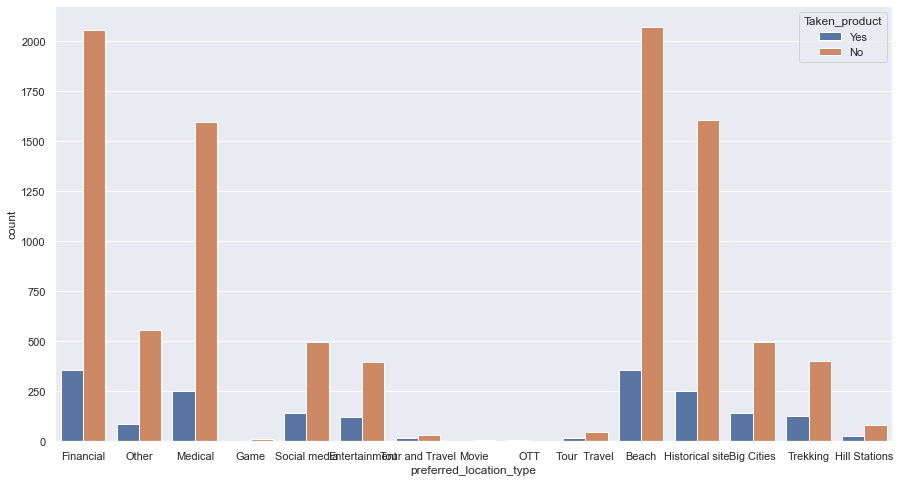 Taken_product
Yes
No
2000
1750
1500
1250
1000
750
500
250
0
count
Financial Other Medical Game Social media Entertainment Tour and Travel Movie OTT Tour Travel Beach Historical site Big Cities Trekking Hill Stations
preferred_location_type